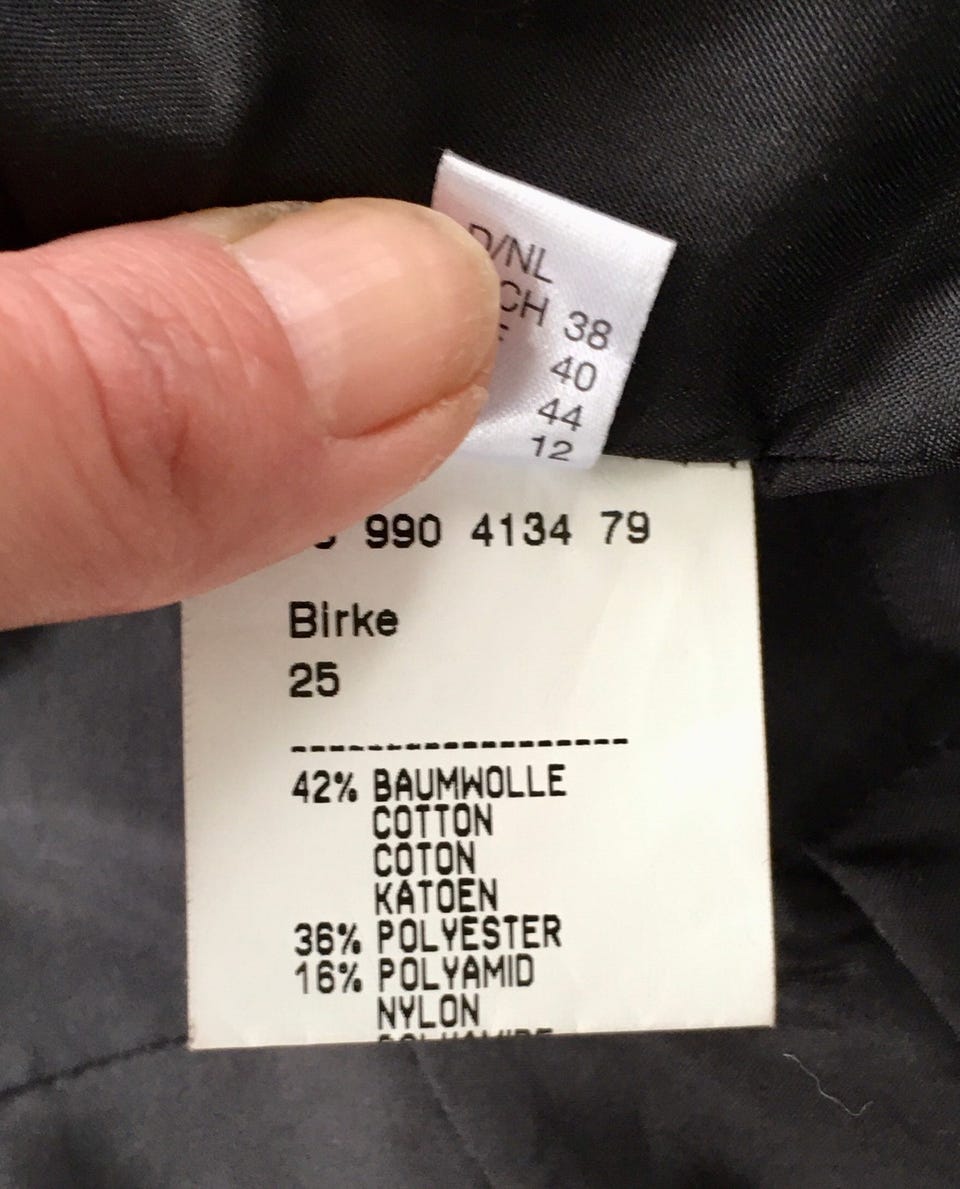 D/NL
CH 38
40
44
12
990 4134 79
Birke
25
------------------
42% BAUMWOLLE
COTTON
COTON
KATOEN
36% POLYESTER
16% POLYAMID
NYLON